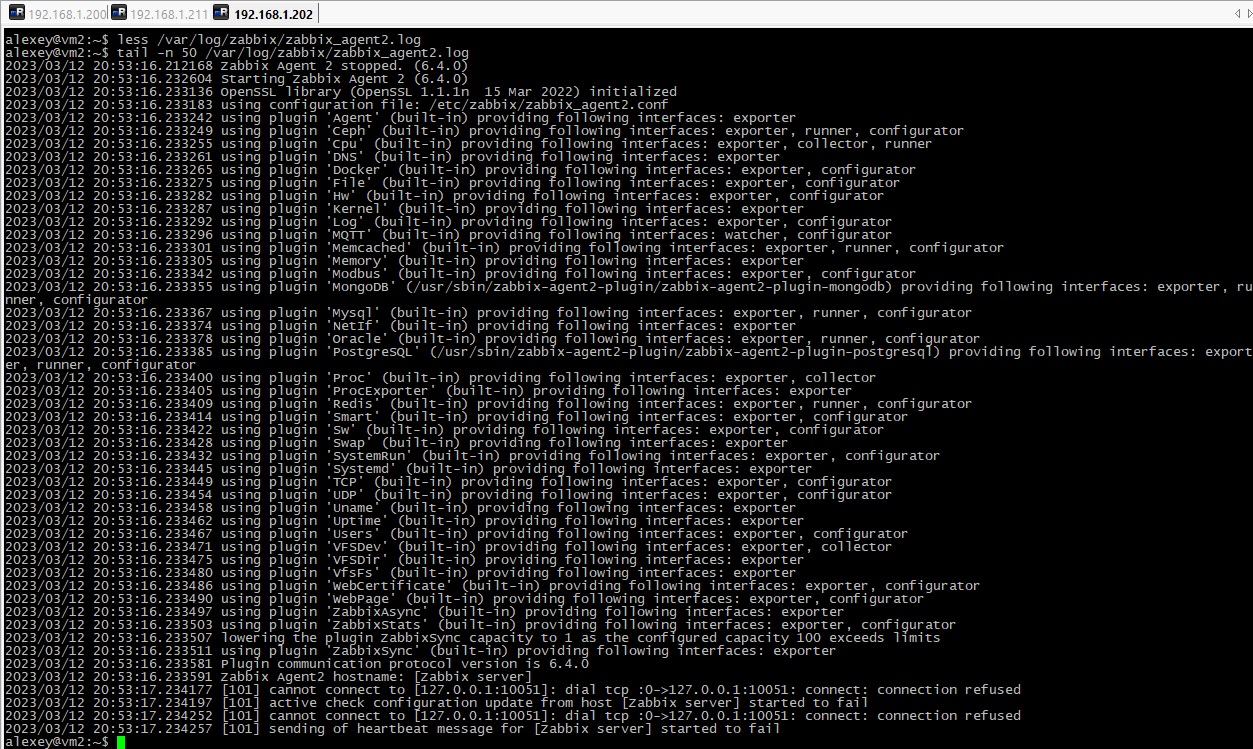 192.168.1.200 192.168.1.211 192.168.1.202
alexey@vm2:~$ less /var/log/zabbix/zabbix_agent2.log
alexey@vm2:~$ tail -n 50 /var/log/zabbix/zabbix_agent2.log
2023/03/12 20:53:16.212168 Zabbix Agent 2 stopped. (6.4.0)
2023/03/12 20:53:16.232604 Starting Zabbix Agent 2 (6.4.0)
2023/03/12 20:53:16.233136 OpenSSL library (OpenSSL 1.1.1n  15 Mar 2022) initialized
2023/03/12 20:53:16.233183 using configuration file: /etc/zabbix/zabbix_agent2.conf
2023/03/12 20:53:16.233242 using plugin 'Agent' (built-in) providing following interfaces: exporter
2023/03/12 20:53:16.233249 using plugin 'Ceph' (built-in) providing following interfaces: exporter, runner, configurator
2023/03/12 20:53:16.233255 using plugin 'Cpu' (built-in) providing following interfaces: exporter, collector, runner
2023/03/12 20:53:16.233261 using plugin 'DNS' (built-in) providing following interfaces: exporter
2023/03/12 20:53:16.233265 using plugin 'Docker' (built-in) providing following interfaces: exporter, configurator
2023/03/12 20:53:16.233275 using plugin 'File' (built-in) providing following interfaces: exporter, configurator
2023/03/12 20:53:16.233282 using plugin 'Hw' (built-in) providing following interfaces: exporter, configurator
2023/03/12 20:53:16.233287 using plugin 'Kernel' (built-in) providing following interfaces: exporter
2023/03/12 20:53:16.233292 using plugin 'Log' (built-in) providing following interfaces: exporter, configurator
2023/03/12 20:53:16.233296 using plugin 'MQTT' (built-in) providing following interfaces: watcher, configurator
2023/03/12 20:53:16.233301 using plugin 'Memcached' (built-in) providing following interfaces: exporter, runner, configurator
2023/03/12 20:53:16.233305 using plugin 'Memory' (built-in) providing following interfaces: exporter
2023/03/12 20:53:16.233342 using plugin 'Modbus' (built-in) providing following interfaces: exporter, configurator
2023/03/12 20:53:16.233355 using plugin 'MongoDB' (/usr/sbin/zabbix-agent2-plugin/zabbix-agent2-plugin-mongodb) providing following interfaces: exporter, ru
nner, configurator
2023/03/12 20:53:16.233367 using plugin 'Mysql' (built-in) providing following interfaces: exporter, runner, configurator
2023/03/12 20:53:16.233374 using plugin 'NetIf' (built-in) providing following interfaces: exporter
2023/03/12 20:53:16.233378 using plugin 'Oracle' (built-in) providing following interfaces: exporter, runner, configurator
2023/03/12 20:53:16.233385 using plugin 'PostgreSQL' (/usr/sbin/zabbix-agent2-plugin/zabbix-agent2-plugin-postgresql) providing following interfaces: export
er, runner, configurator
2023/03/12 20:53:16.233400 using plugin 'Proc' (built-in) providing following interfaces: exporter, collector
2023/03/12 20:53:16.233405 using plugin 'ProcExporter' (built-in) providing following interfaces: exporter
2023/03/12 20:53:16.233409 using plugin 'Redis' (built-in) providing following interfaces: exporter, runner, configurator
2023/03/12 20:53:16.233414 using plugin 'Smart' (built-in) providing following interfaces: exporter, configurator
2023/03/12 20:53:16.233422 using plugin 'Sw' (built-in) providing following interfaces: exporter, configurator
2023/03/12 20:53:16.233428 using plugin 'Swap' (built-in) providing following interfaces: exporter
2023/03/12 20:53:16.233432 using plugin 'SystemRun' (built-in) providing following interfaces: exporter, configurator
2023/03/12 20:53:16.233445 using plugin 'Systemd' (built-in) providing following interfaces: exporter
2023/03/12 20:53:16.233449 using plugin 'TCP' (built-in) providing following interfaces: exporter, configurator
2023/03/12 20:53:16.233454 using plugin 'UDP' (built-in) providing following interfaces: exporter, configurator
2023/03/12 20:53:16.233458 using plugin 'Uname' (built-in) providing following interfaces: exporter
2023/03/12 20:53:16.233462 using plugin 'Uptime' (built-in) providing following interfaces: exporter
2023/03/12 20:53:16.233467 using plugin 'Users' (built-in) providing following interfaces: exporter, configurator
2023/03/12 20:53:16.233471 using plugin 'VFSDev' (built-in) providing following interfaces: exporter, collector
2023/03/12 20:53:16.233475 using plugin 'VFSDir' (built-in) providing following interfaces: exporter
2023/03/12 20:53:16.233480 using plugin 'VfsFs' (built-in) providing following interfaces: exporter
2023/03/12 20:53:16.233486 using plugin 'WebCertificate' (built-in) providing following interfaces: exporter, configurator
2023/03/12 20:53:16.233490 using plugin 'WebPage' (built-in) providing following interfaces: exporter, configurator
2023/03/12 20:53:16.233497 using plugin 'ZabbixAsync' (built-in) providing following interfaces: exporter
2023/03/12 20:53:16.233503 using plugin 'ZabbixStats' (built-in) providing following interfaces: exporter, configurator
2023/03/12 20:53:16.233507 lowering the plugin ZabbixSync capacity to 1 as the configured capacity 100 exceeds limits
2023/03/12 20:53:16.233511 using plugin 'ZabbixSync' (built-in) providing following interfaces: exporter
2023/03/12 20:53:16.233581 Plugin communication protocol version is 6.4.0
2023/03/12 20:53:16.233591 Zabbix Agent2 hostname: [Zabbix server]
2023/03/12 20:53:17.234177 [101] cannot connect to [127.0.0.1:10051]: dial tcp :0->127.0.0.1:10051: connect: connection refused
2023/03/12 20:53:17.234197 [101] active check configuration update from host [Zabbix server] started to fail
2023/03/12 20:53:17.234252 [101] cannot connect to [127.0.0.1:10051]: dial tcp :0->127.0.0.1:10051: connect: connection refused
2023/03/12 20:53:17.234257 [101] sending of heartbeat message for [Zabbix server] started to fail
alexey@vm2:~$